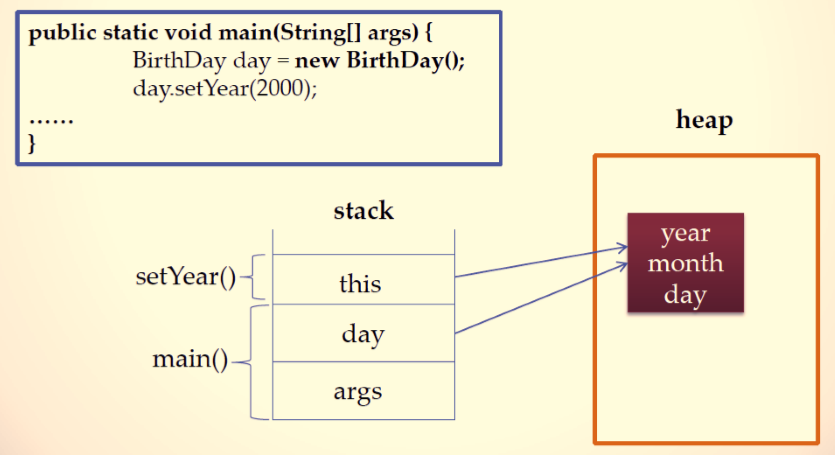 public static void main(String[] args) {
BirthDay day = new BirthDay();
day.setYear(2000);
......
}
heap
stack
year
month
day
setYear()
this
day
main()
args